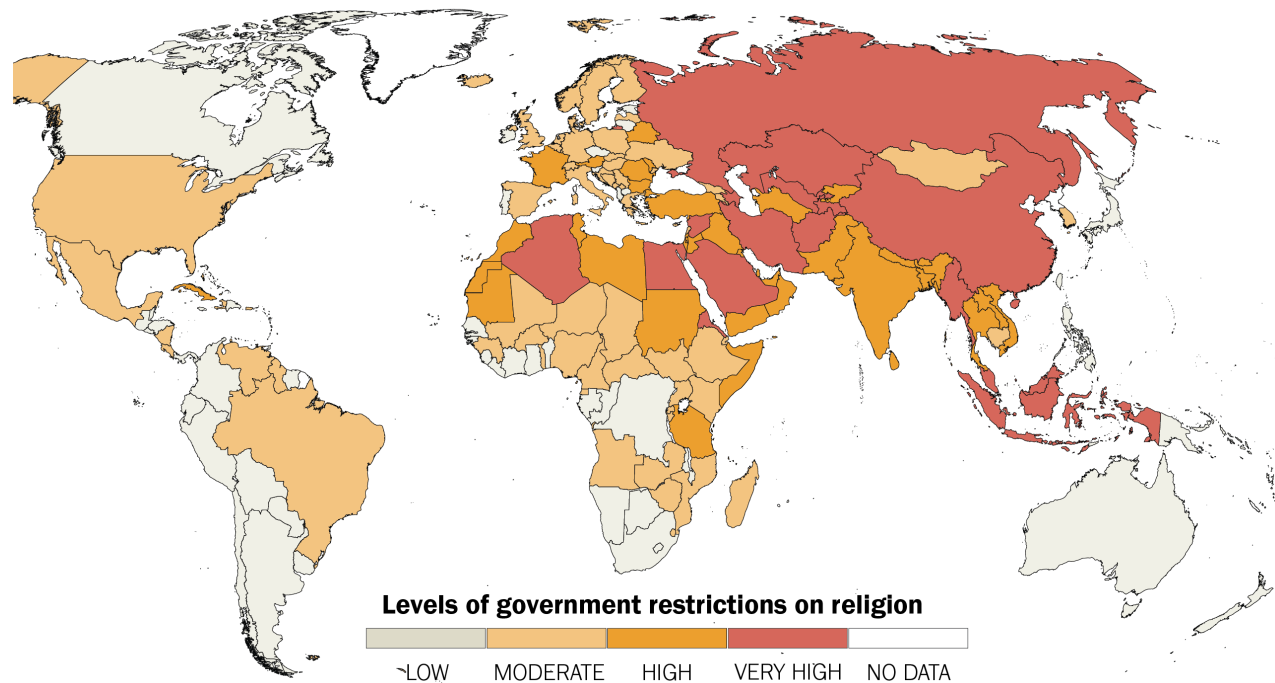 Levels of government restrictions on religion
LOW MODERATE HIGH VERY HIGH NO DATA